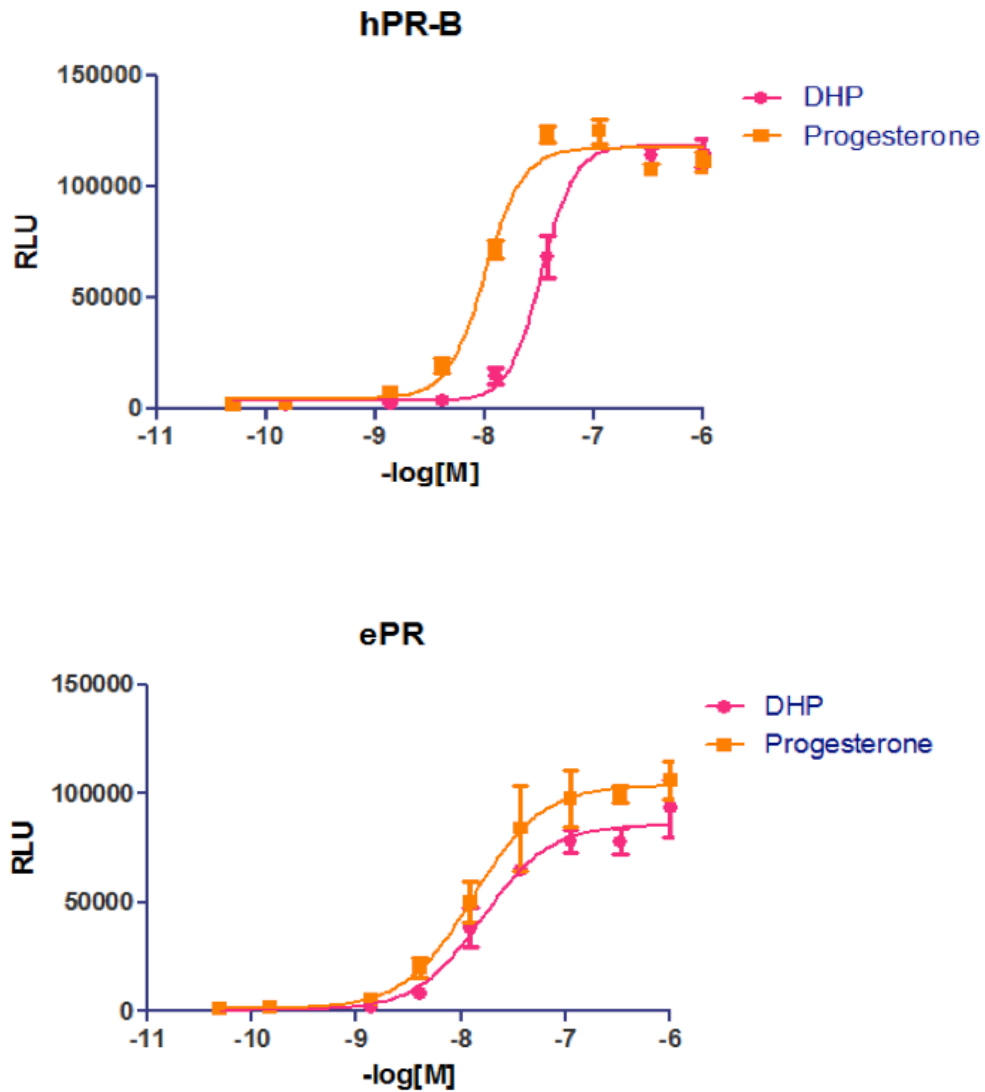 hPR-B
150000
100000
50000
0
RLU
-11 -10 -9 -8 -7 -6
-log[M]
DHP
Progesterone
ePR
150000
100000
50000
0
RLU
-11 -10 -9 -8 -7 -6
-log[M]
DHP
Progesterone